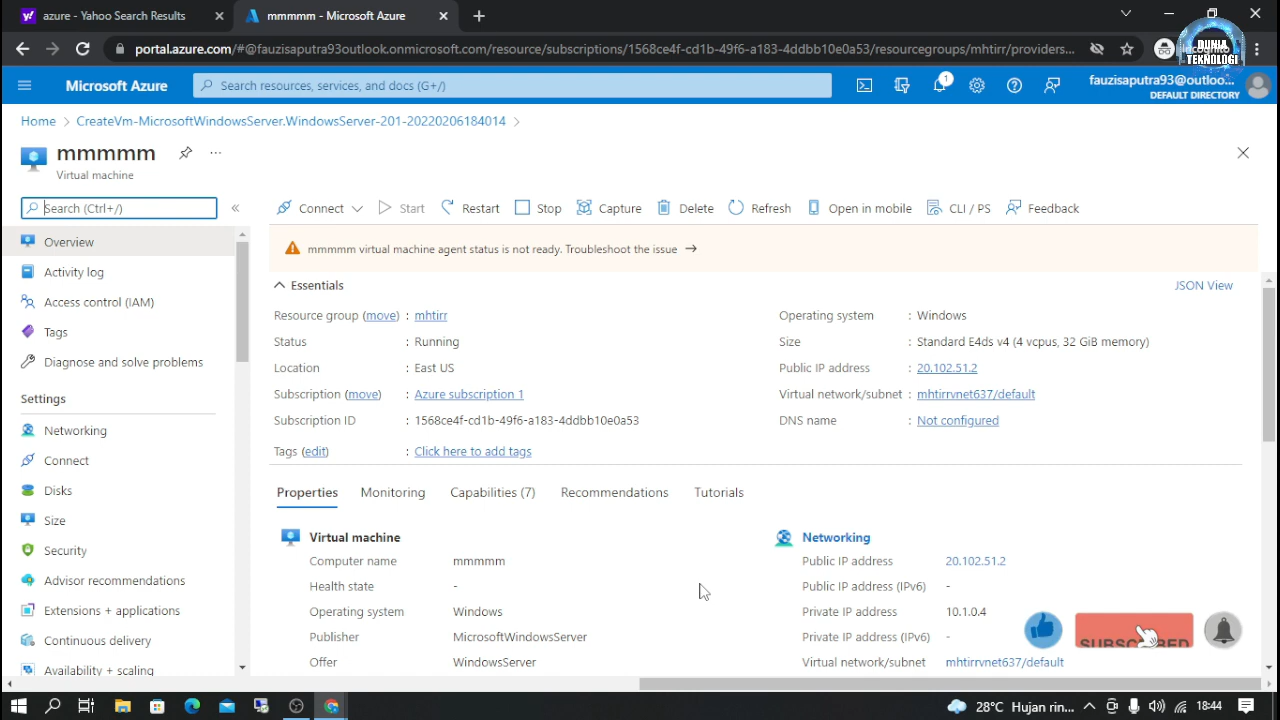 azure - Yahoo Search Results
mmmmm - Microsoft Azure
portal.azure.com/#@fauzisaputra93outlook.onmicrosoft.com/resource/subscriptions/1568ce4f-cd1b-49f6-a183-4ddbb10e0a53/resourcegroups/mhtirr/providers...
DUNIA
TEKNOLOGI
Microsoft Azure
Search resources, services, and docs (G+/)
1
fauzisaputra93@outloo...
DEFAULT DIRECTORY
Home > CreateVm-MicrosoftWindowsServer.WindowsServer-201-20220206184014 >
mmmmm
Virtual machine
Search (Ctrl+/)
Connect
Start
Restart
Stop
Capture
Delete
Refresh
Open in mobile
CLI / PS
Feedback
Overview
Activity log
Access control (IAM)
Tags
Diagnose and solve problems
Settings
Networking
Connect
Disks
Size
Security
Advisor recommendations
Extensions + applications
Continuous delivery
Availability + scaling
mmmmm virtual machine agent status is not ready. Troubleshoot the issue →
Essentials
JSON View
Resource group (move) : mhtirr
Status : Running
Location : East US
Subscription (move) : Azure subscription 1
Subscription ID : 1568ce4f-cd1b-49f6-a183-4ddbb10e0a53
Tags (edit) : Click here to add tags
Operating system : Windows
Size : Standard E4ds v4 (4 vcpus, 32 GiB memory)
Public IP address : 20.102.51.2
Virtual network/subnet : mhtirrvnet637/default
DNS name : Not configured
Properties
Monitoring
Capabilities (7)
Recommendations
Tutorials
Virtual machine
Computer name mmmmm
Health state -
Operating system Windows
Publisher MicrosoftWindowsServer
Offer WindowsServer
Networking
Public IP address 20.102.51.2
Public IP address (IPv6) -
Private IP address 10.1.0.4
Private IP address (IPv6) -
Virtual network/subnet mhtirrvnet637/default
28°C Hujan rin...
18:44